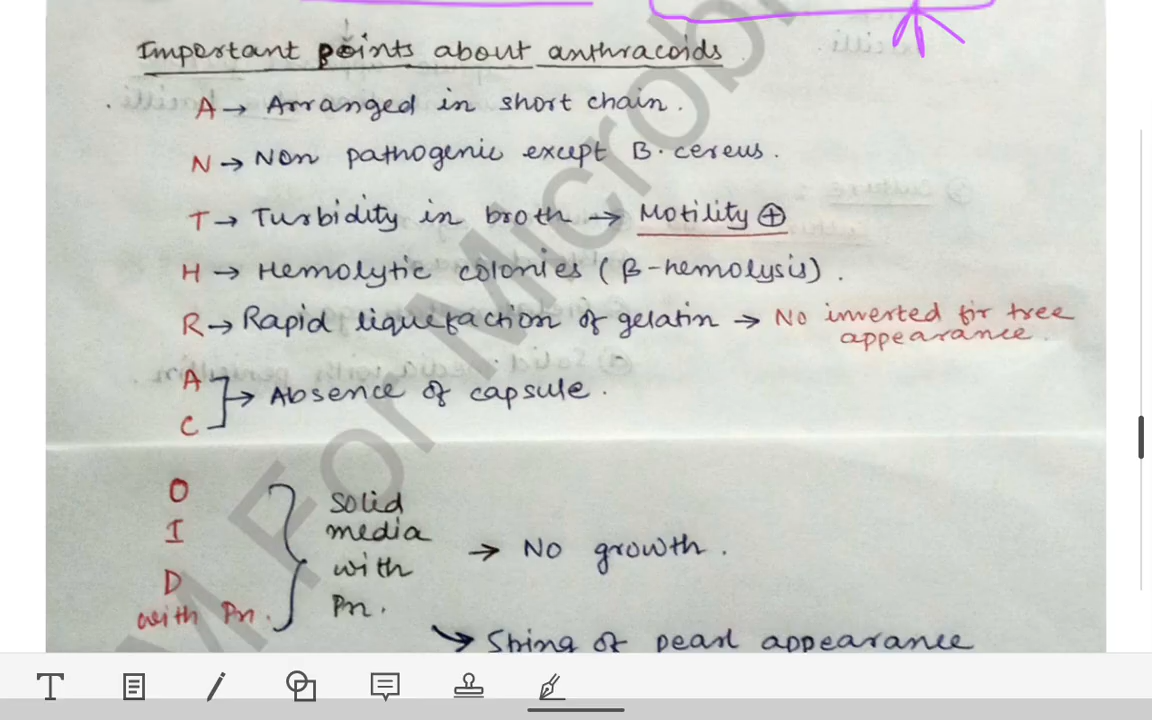 Important points about anthracoids
A → Arranged in short chain.
N → Non pathogenic except B. cereus.
T → Turbidity in broth → Motility ⊕
H → Hemolytic colonies (β-hemolysis).
R → Rapid liquefaction of gelatin → No inverted fir tree
appearance.
A
C → Absence of capsule.
O
I
D
with Pn.
Solid
media
with
Pn.
→ No growth.
→ String of pearl appearance
M For Microbi